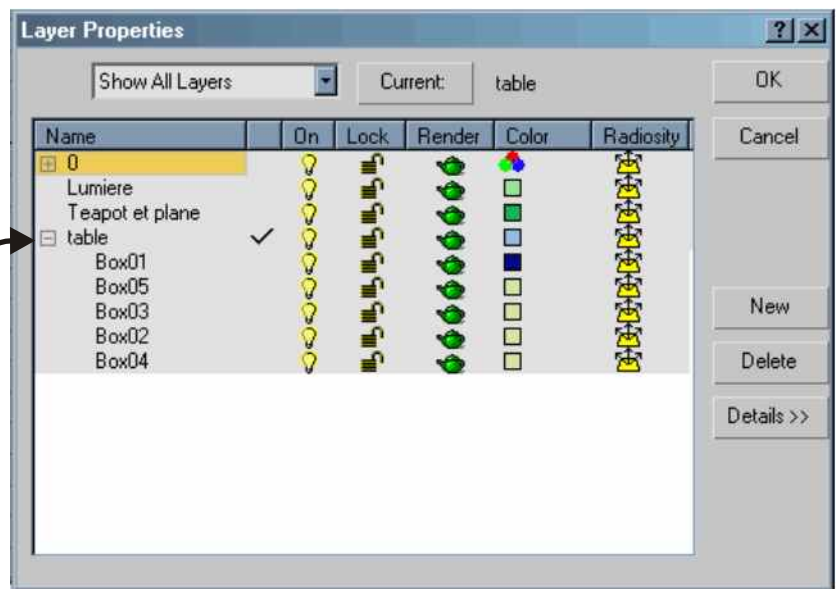 Layer Properties
Show All Layers Current: table OK
Name On Lock Render Color Radiosity Cancel
0
Lumiere
Teapot et plane
table
Box01
Box05
Box03 New
Box02
Box04 Delete
Details >>